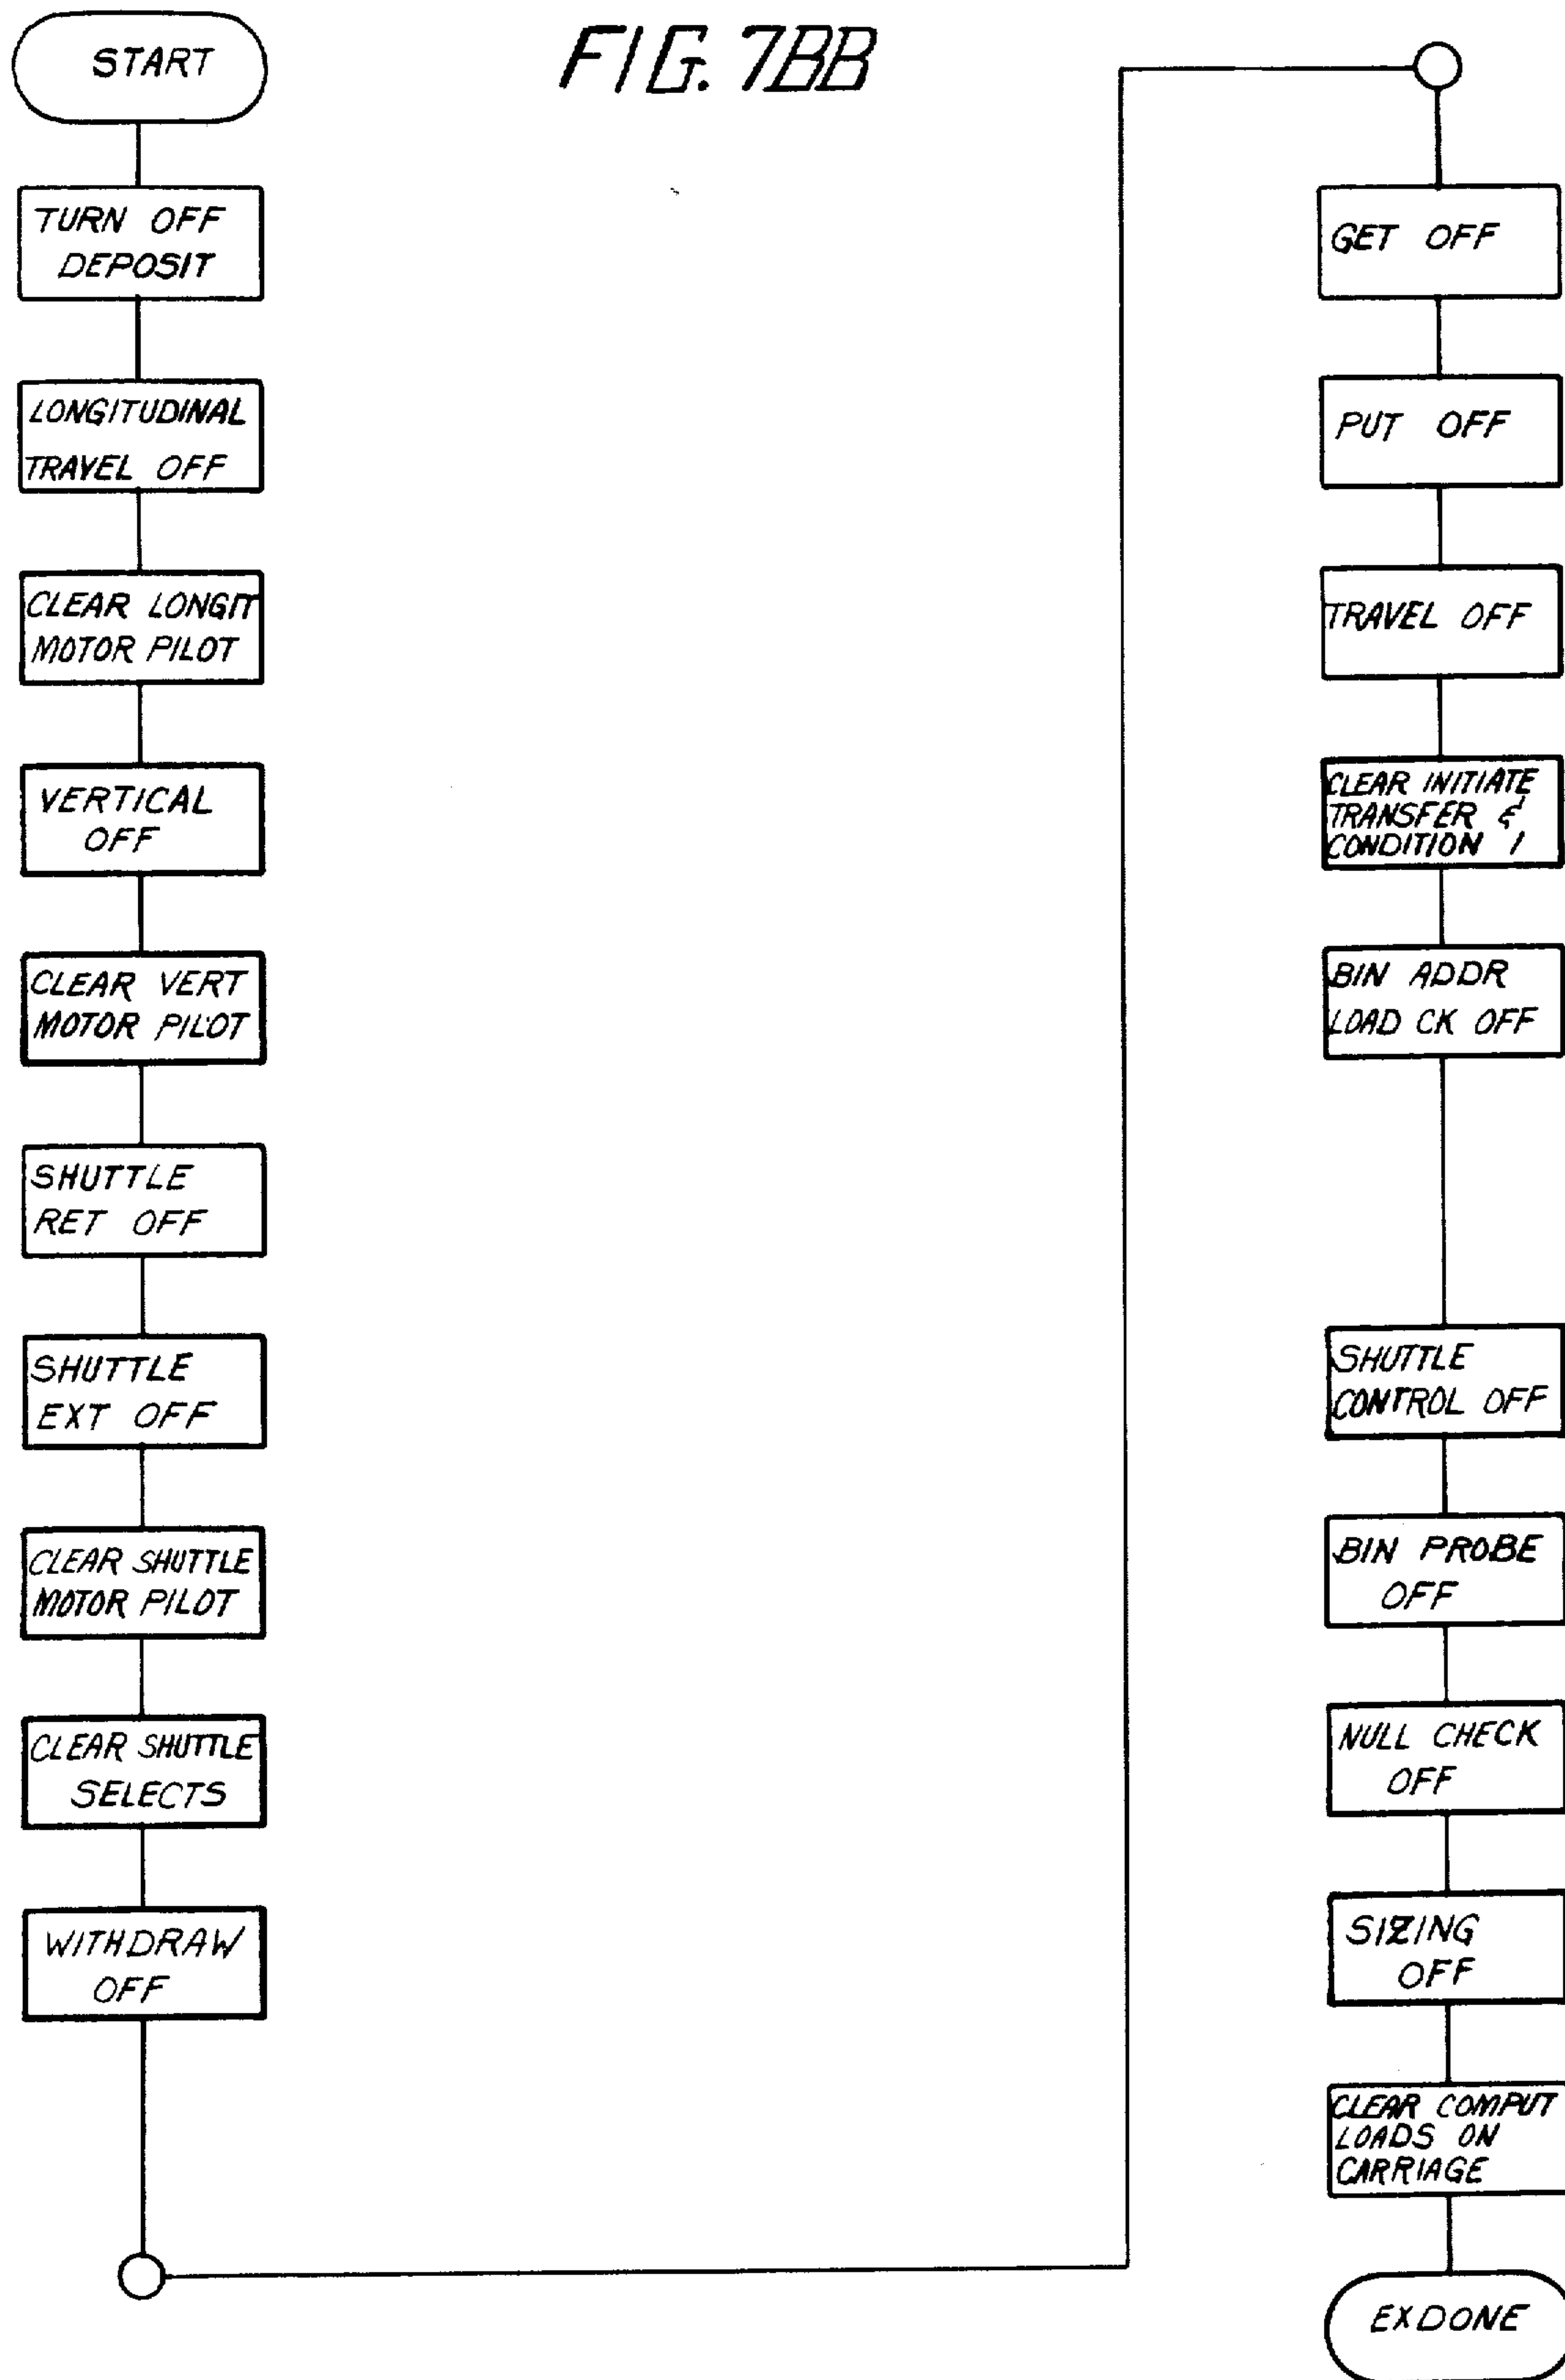 FIG. 7BB
START
TURN OFF
DEPOSIT
LONGITUDINAL
TRAVEL OFF
CLEAR LONGIT
MOTOR PILOT
VERTICAL
OFF
CLEAR VERT
MOTOR PILOT
SHUTTLE
RET OFF
SHUTTLE
EXT OFF
CLEAR SHUTTLE
MOTOR PILOT
CLEAR SHUTTLE
SELECTS
WITHDRAW
OFF
GET OFF
PUT OFF
TRAVEL OFF
CLEAR INITIATE
TRANSFER &
CONDITION 1
BIN ADDR
LOAD CK OFF
SHUTTLE
CONTROL OFF
BIN PROBE
OFF
NULL CHECK
OFF
SIZING
OFF
CLEAR COMPUT
LOADS ON
CARRIAGE
EXDONE